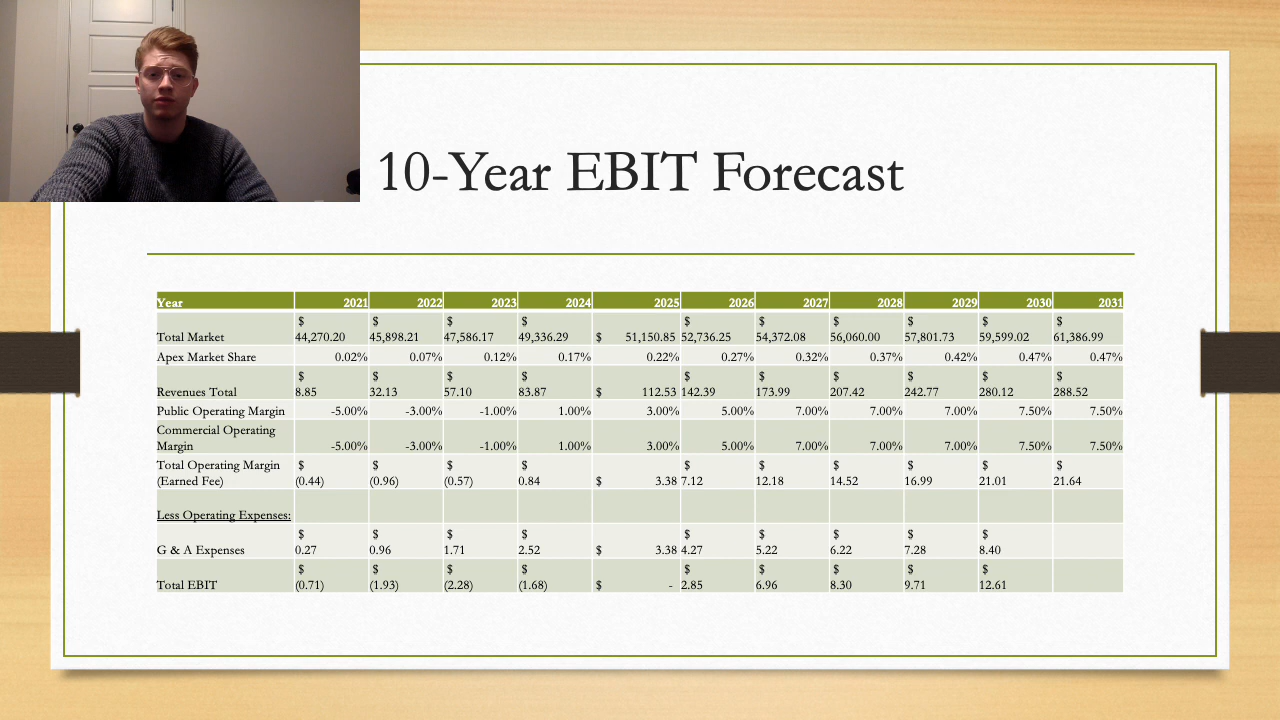 10-Year EBIT Forecast
Year 2021 2022 2023 2024 2025 2026 2027 2028 2029 2030 2031
Total Market $ 44,270.20 $ 45,898.21 $ 47,586.17 $ 49,336.29 $ 51,150.85 $ 52,736.25 $ 54,372.08 $ 56,060.00 $ 57,801.73 $ 59,599.02 $ 61,386.99
Apex Market Share 0.02% 0.07% 0.12% 0.17% 0.22% 0.27% 0.32% 0.37% 0.42% 0.47% 0.47%
Revenues Total $ 8.85 $ 32.13 $ 57.10 $ 83.87 $ 112.53 $ 142.39 $ 173.99 $ 207.42 $ 242.77 $ 280.12 $ 288.52
Public Operating Margin -5.00% -3.00% -1.00% 1.00% 3.00% 5.00% 7.00% 7.00% 7.00% 7.50% 7.50%
Commercial Operating
Margin -5.00% -3.00% -1.00% 1.00% 3.00% 5.00% 7.00% 7.00% 7.00% 7.50% 7.50%
Total Operating Margin
(Earned Fee) $ (0.44) $ (0.96) $ (0.57) $ 0.84 $ 3.38 $ 7.12 $ 12.18 $ 14.52 $ 16.99 $ 21.01 $ 21.64
Less Operating Expenses:
G & A Expenses $ 0.27 $ 0.96 $ 1.71 $ 2.52 $ 3.38 $ 4.27 $ 5.22 $ 6.22 $ 7.28 $ 8.40
Total EBIT $ (0.71) $ (1.93) $ (2.28) $ (1.68) $ - $ 2.85 $ 6.96 $ 8.30 $ 9.71 $ 12.61